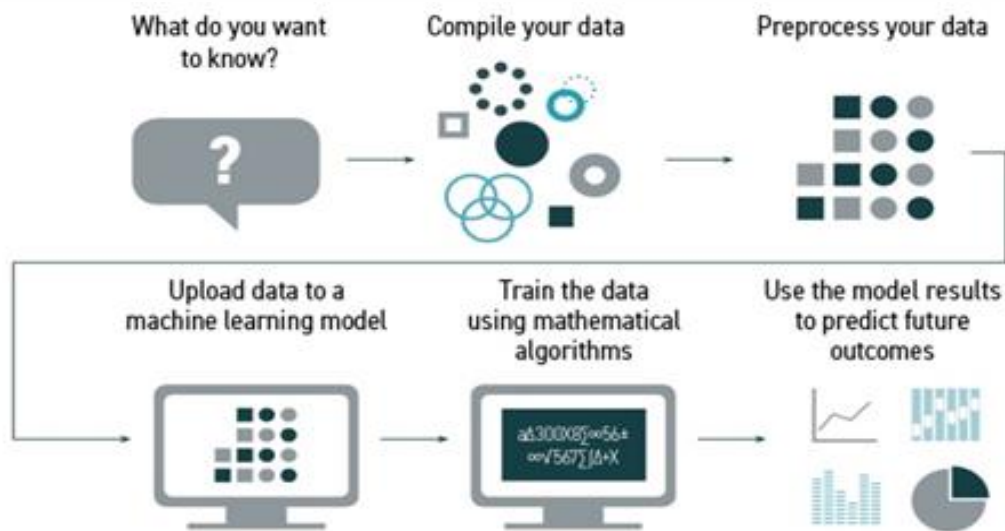 What do you want
to know?
Compile your data
Preprocess your data
?
Upload data to a
machine learning model
Train the data
using mathematical
algorithms
Use the model results
to predict future
outcomes
∞√567∑∫Δ+X